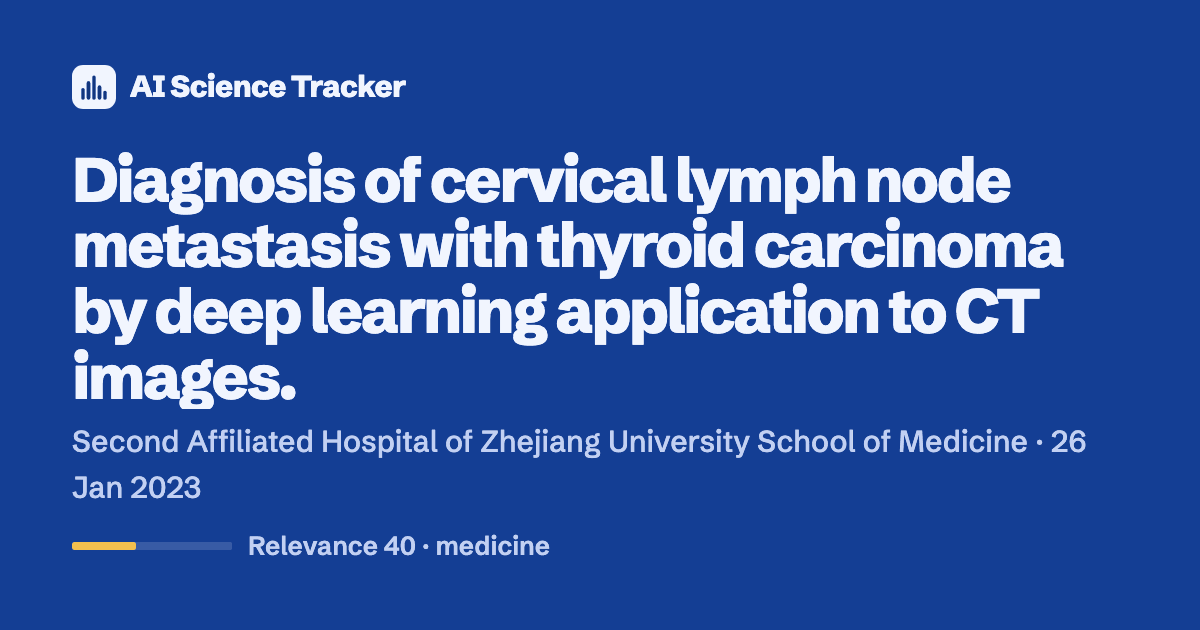 AI Science Tracker
Diagnosis of cervical lymph node
metastasis with thyroid carcinoma
by deep learning application to CT
images.
Second Affiliated Hospital of Zhejiang University School of Medicine · 26
Jan 2023
Relevance 40 · medicine